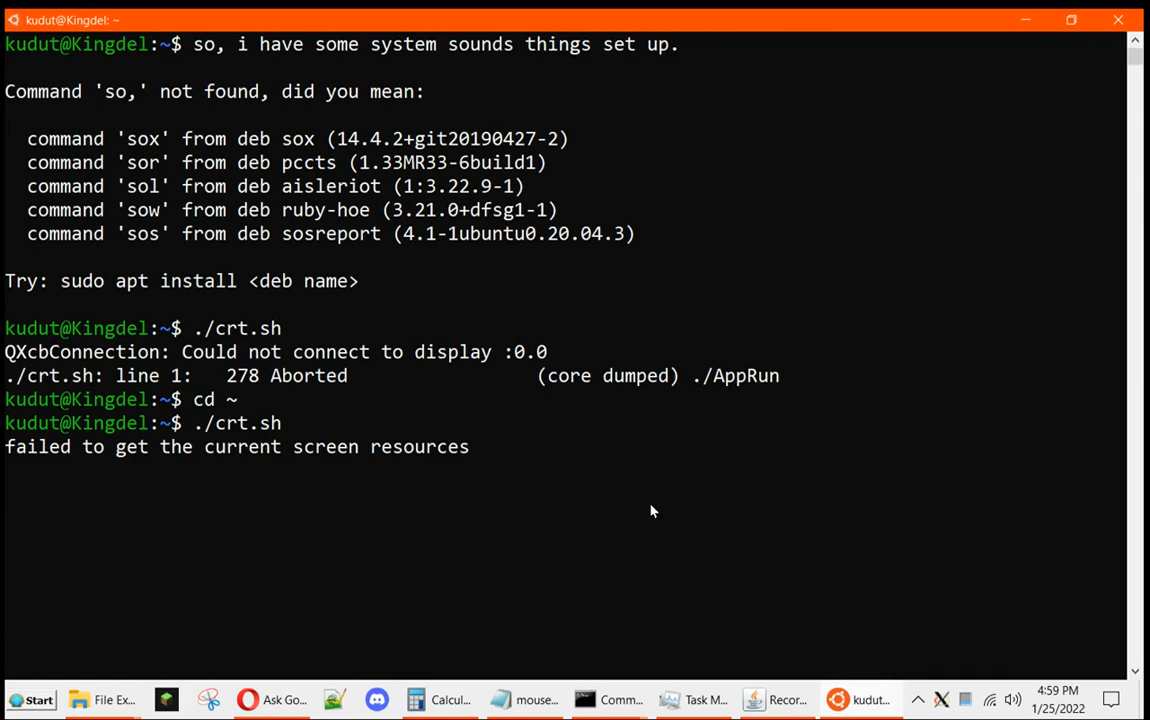 kudut@Kingdel: ~
kudut@Kingdel:~$ so, i have some system sounds things set up.
Command 'so,' not found, did you mean:
command 'sox' from deb sox (14.4.2+git20190427-2)
command 'sor' from deb pccts (1.33MR33-6build1)
command 'sol' from deb aisleriot (1:3.22.9-1)
command 'sow' from deb ruby-hoe (3.21.0+dfsg1-1)
command 'sos' from deb sosreport (4.1-1ubuntu0.20.04.3)
Try: sudo apt install <deb name>
kudut@Kingdel:~$ ./crt.sh
QXcbConnection: Could not connect to display :0.0
./crt.sh: line 1:   278 Aborted                 (core dumped) ./AppRun
kudut@Kingdel:~$ cd ~
kudut@Kingdel:~$ ./crt.sh
failed to get the current screen resources
Start File Ex... Ask Go... Calcul... mouse... Comm... Task M... Recor... kudut... 4:59 PM
1/25/2022